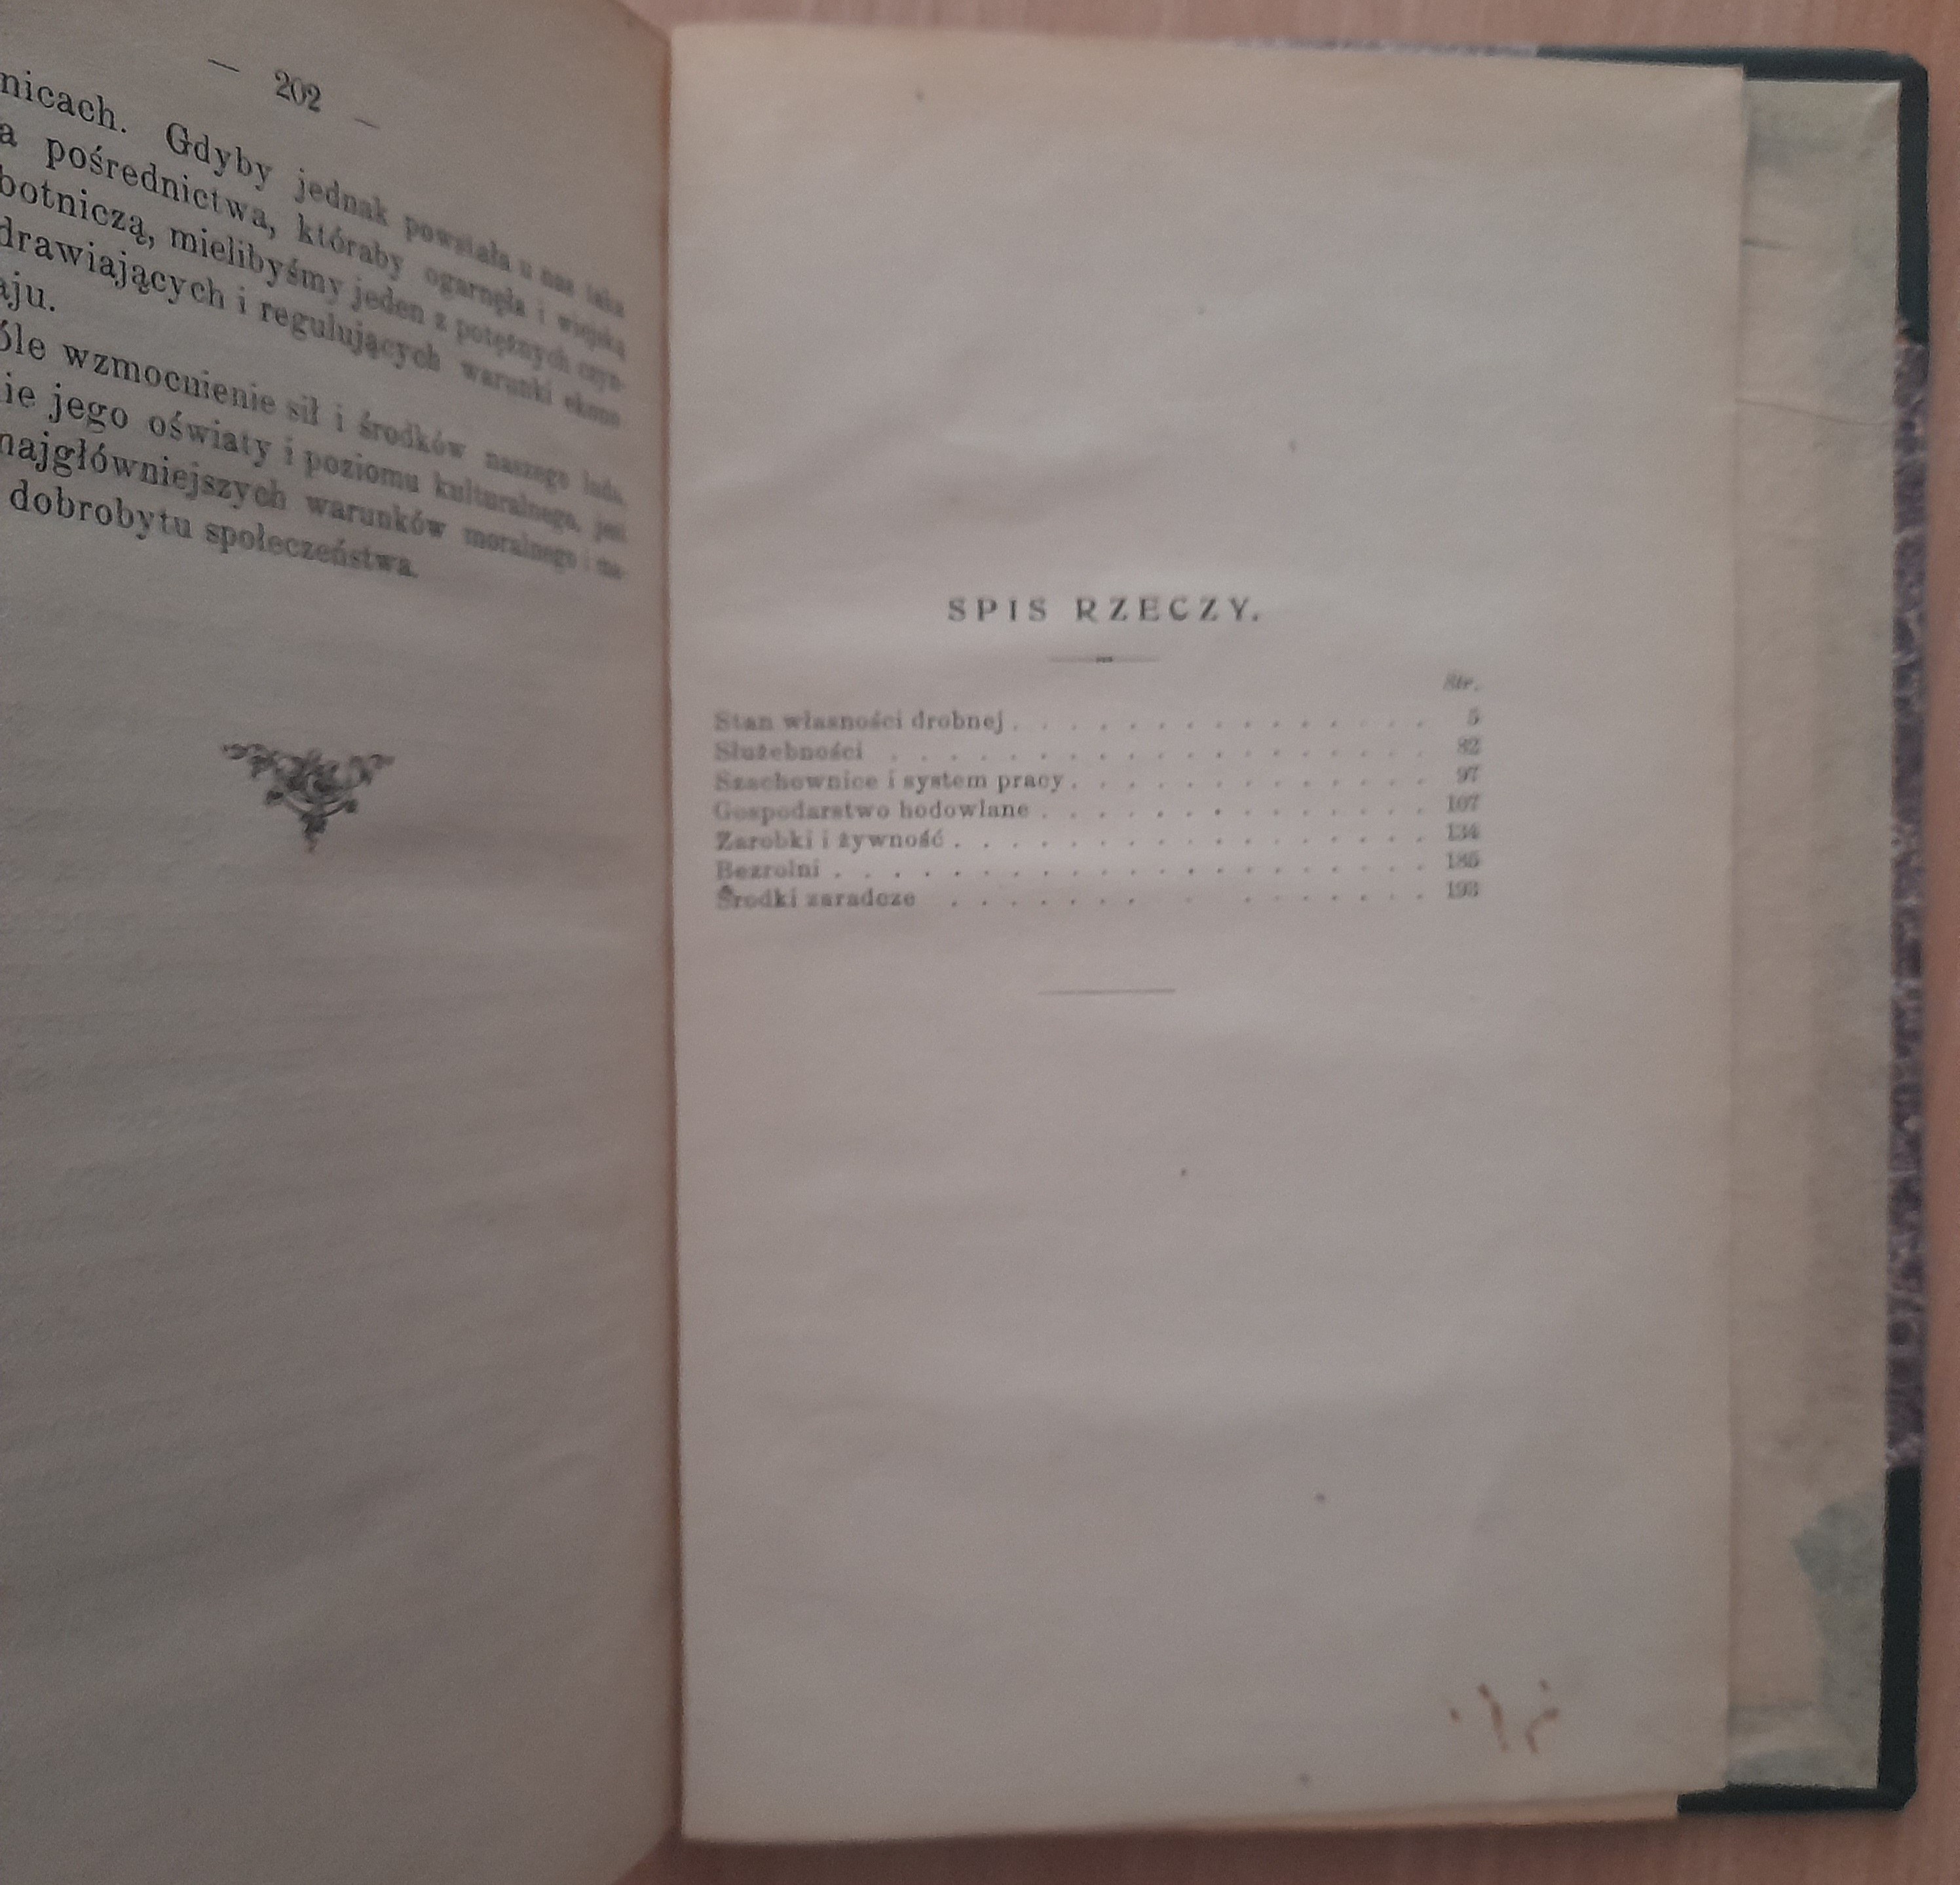 — 202 —
nicach. Gdyby jednak powstała u nas taka
a pośrednictwa, któraby ogarnęła i wiejską
botniczą, mielibyśmy jeden z potężnych czyn-
drawiających i regulujących warunki ekono
aju.
óle wzmocnienie sił i środków naszego ludu,
ie jego oświaty i poziomu kulturalnego, jest
najgłówniejszych warunków moralnego i ma-
dobrobytu społeczeństwa.
SPIS RZECZY.
Str.
Stan własności drobnej . . . . . . . . . . . . . . . 5
Służebności . . . . . . . . . . . . . . . . . . . 82
Szachownice i system pracy . . . . . . . . . . . . . 97
Gospodarstwo hodowlane . . . . . . . . . . . . . . 107
Zarobki i żywność . . . . . . . . . . . . . . . . . 134
Bezrolni . . . . . . . . . . . . . . . . . . . . . 185
Środki zaradcze . . . . . . . . . . . . . . . . 193